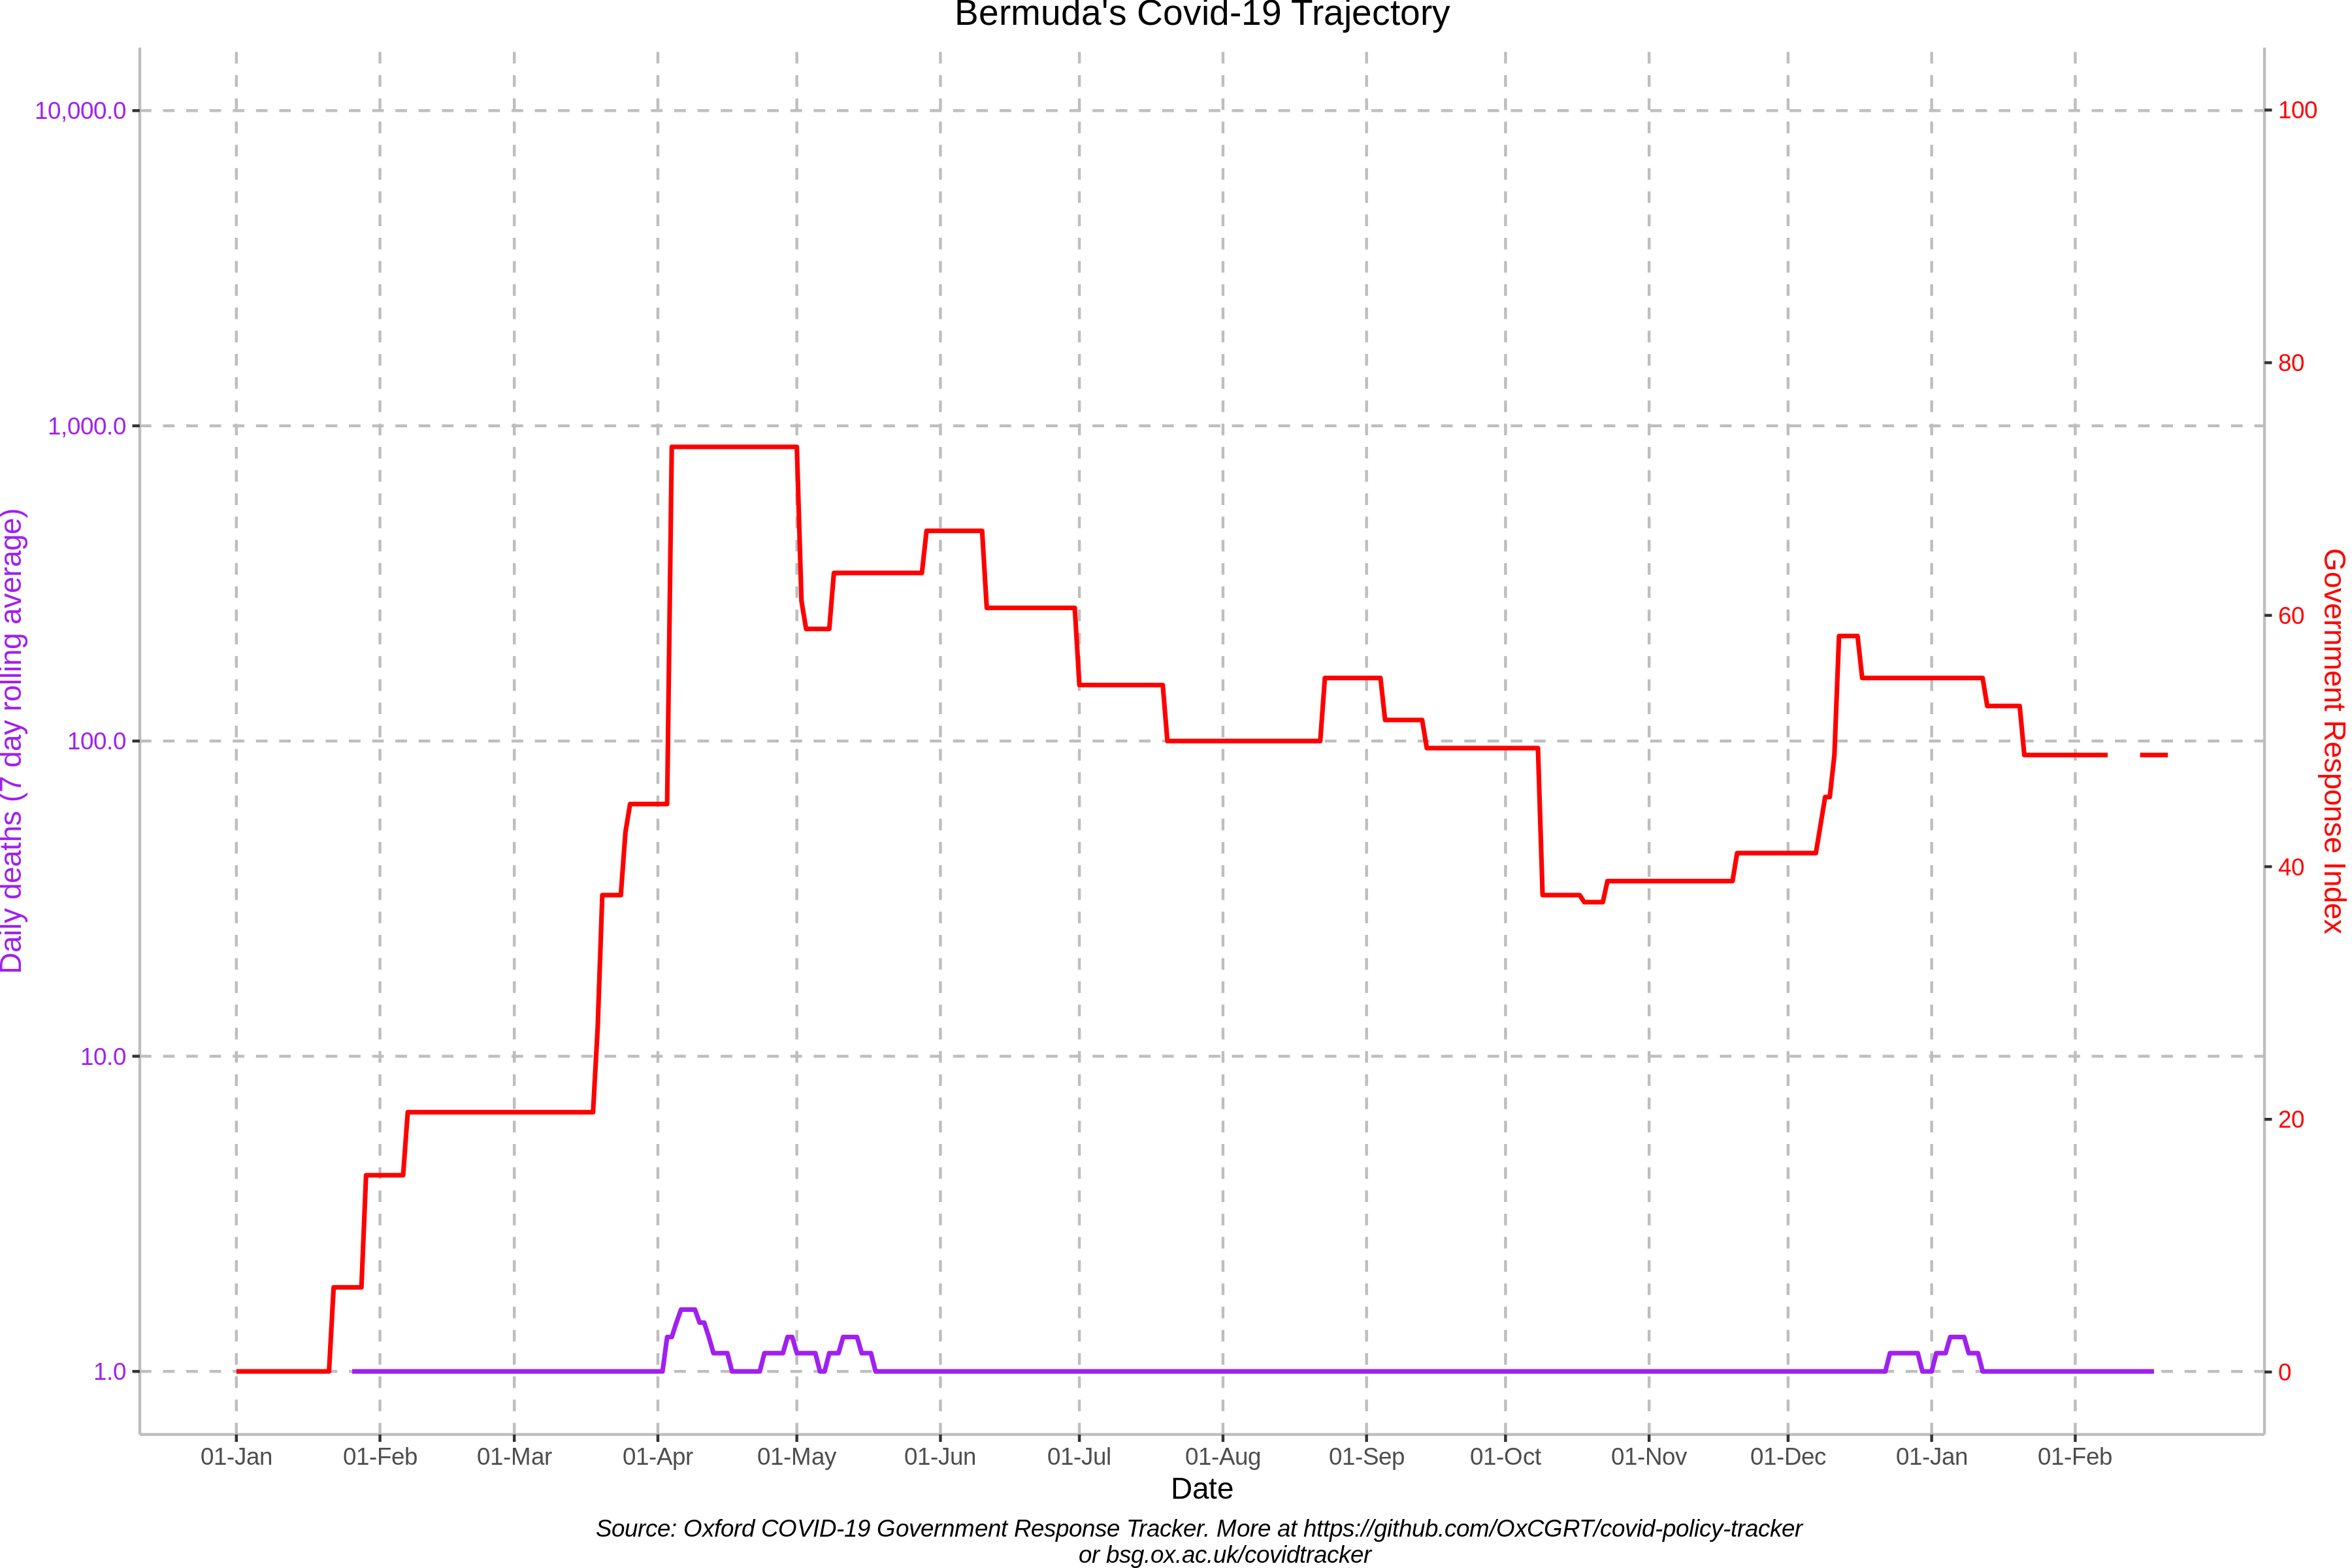 Bermuda's Covid-19 Trajectory
10,000.0
1,000.0
100.0
10.0
1.0
Daily deaths (7 day rolling average)
100
80
60
40
20
0
Government Response Index
01-Jan 01-Feb 01-Mar 01-Apr 01-May 01-Jun 01-Jul 01-Aug 01-Sep 01-Oct 01-Nov 01-Dec 01-Jan 01-Feb
Date
Source: Oxford COVID-19 Government Response Tracker. More at https://github.com/OxCGRT/covid-policy-tracker
or bsg.ox.ac.uk/covidtracker